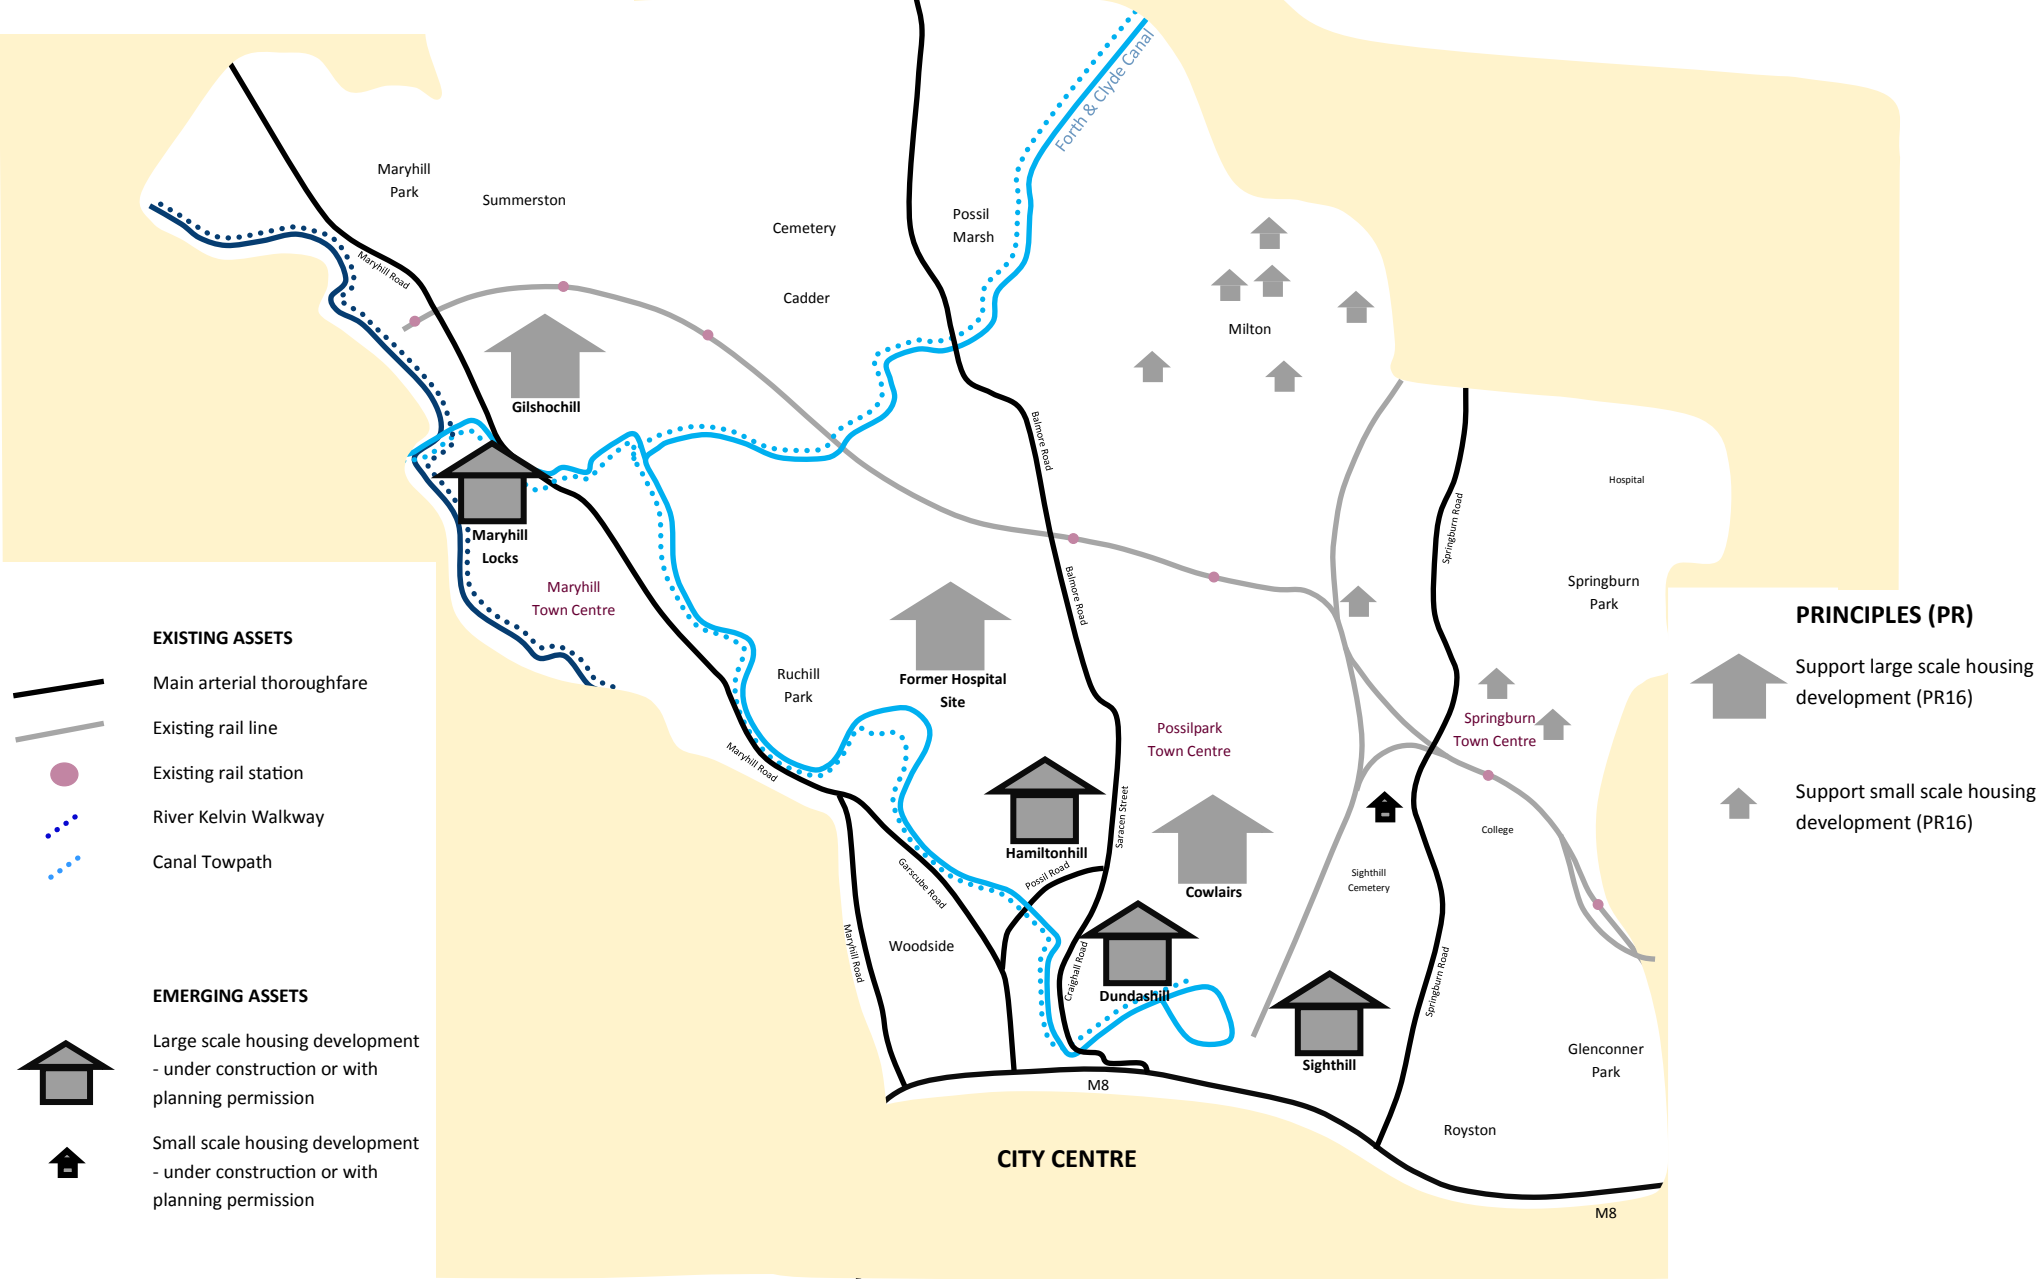 Forth & Clyde Canal
Maryhill
Park
Summerston
Cemetery
Possil
Marsh
Maryhill Road
Cadder
Milton
Gilshochill
Balmore Road
Hospital
Springburn Road
Maryhill
Locks
Maryhill
Town Centre
Balmore Road
Springburn
Park
Ruchill
Park
Former Hospital
Site
Possilpark
Town Centre
Springburn
Town Centre
Maryhill Road
Saracen Street
Hamiltonhill
Possil Road
Garscube Road
Cowlairs
College
Sighthill
Cemetery
Woodside
Maryhill Road
Craighall Road
Dundashill
Springburn Road
Sighthill
Glenconner
Park
M8
Royston
CITY CENTRE
M8
EXISTING ASSETS
Main arterial thoroughfare
Existing rail line
Existing rail station
River Kelvin Walkway
Canal Towpath
EMERGING ASSETS
Large scale housing development
- under construction or with
planning permission
Small scale housing development
- under construction or with
planning permission
PRINCIPLES (PR)
Support large scale housing
development (PR16)
Support small scale housing
development (PR16)